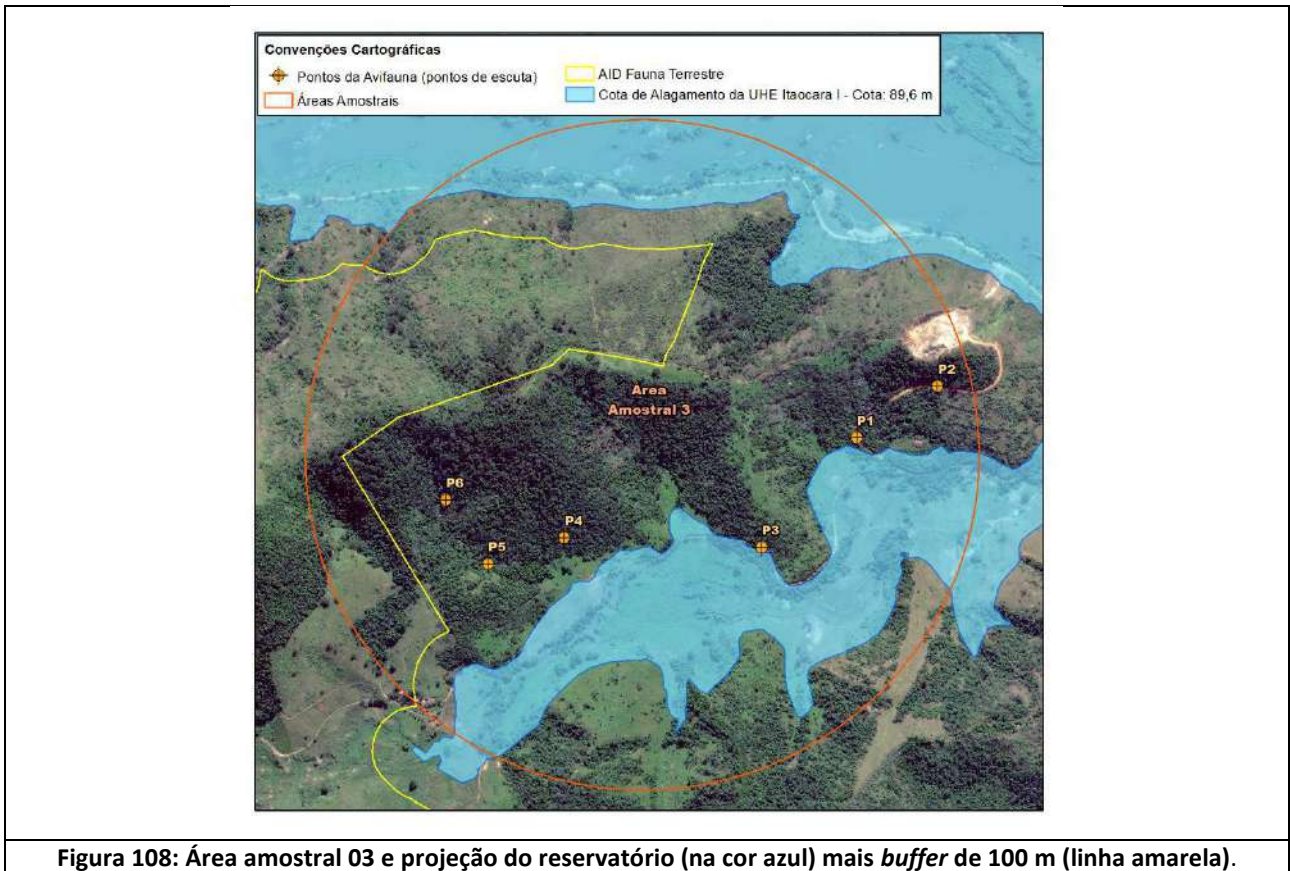 Convenções Cartográficas
Pontos da Avifauna (pontos de escuta)
Áreas Amostrais
AID Fauna Terrestre
Cota de Alagamento da UHE Itaocara I - Cota: 89,6 m
P2
Área
Amostral 3
P1
P6
P4
P3
P5
Figura 108: Área amostral 03 e projeção do reservatório (na cor azul) mais buffer de 100 m (linha amarela).